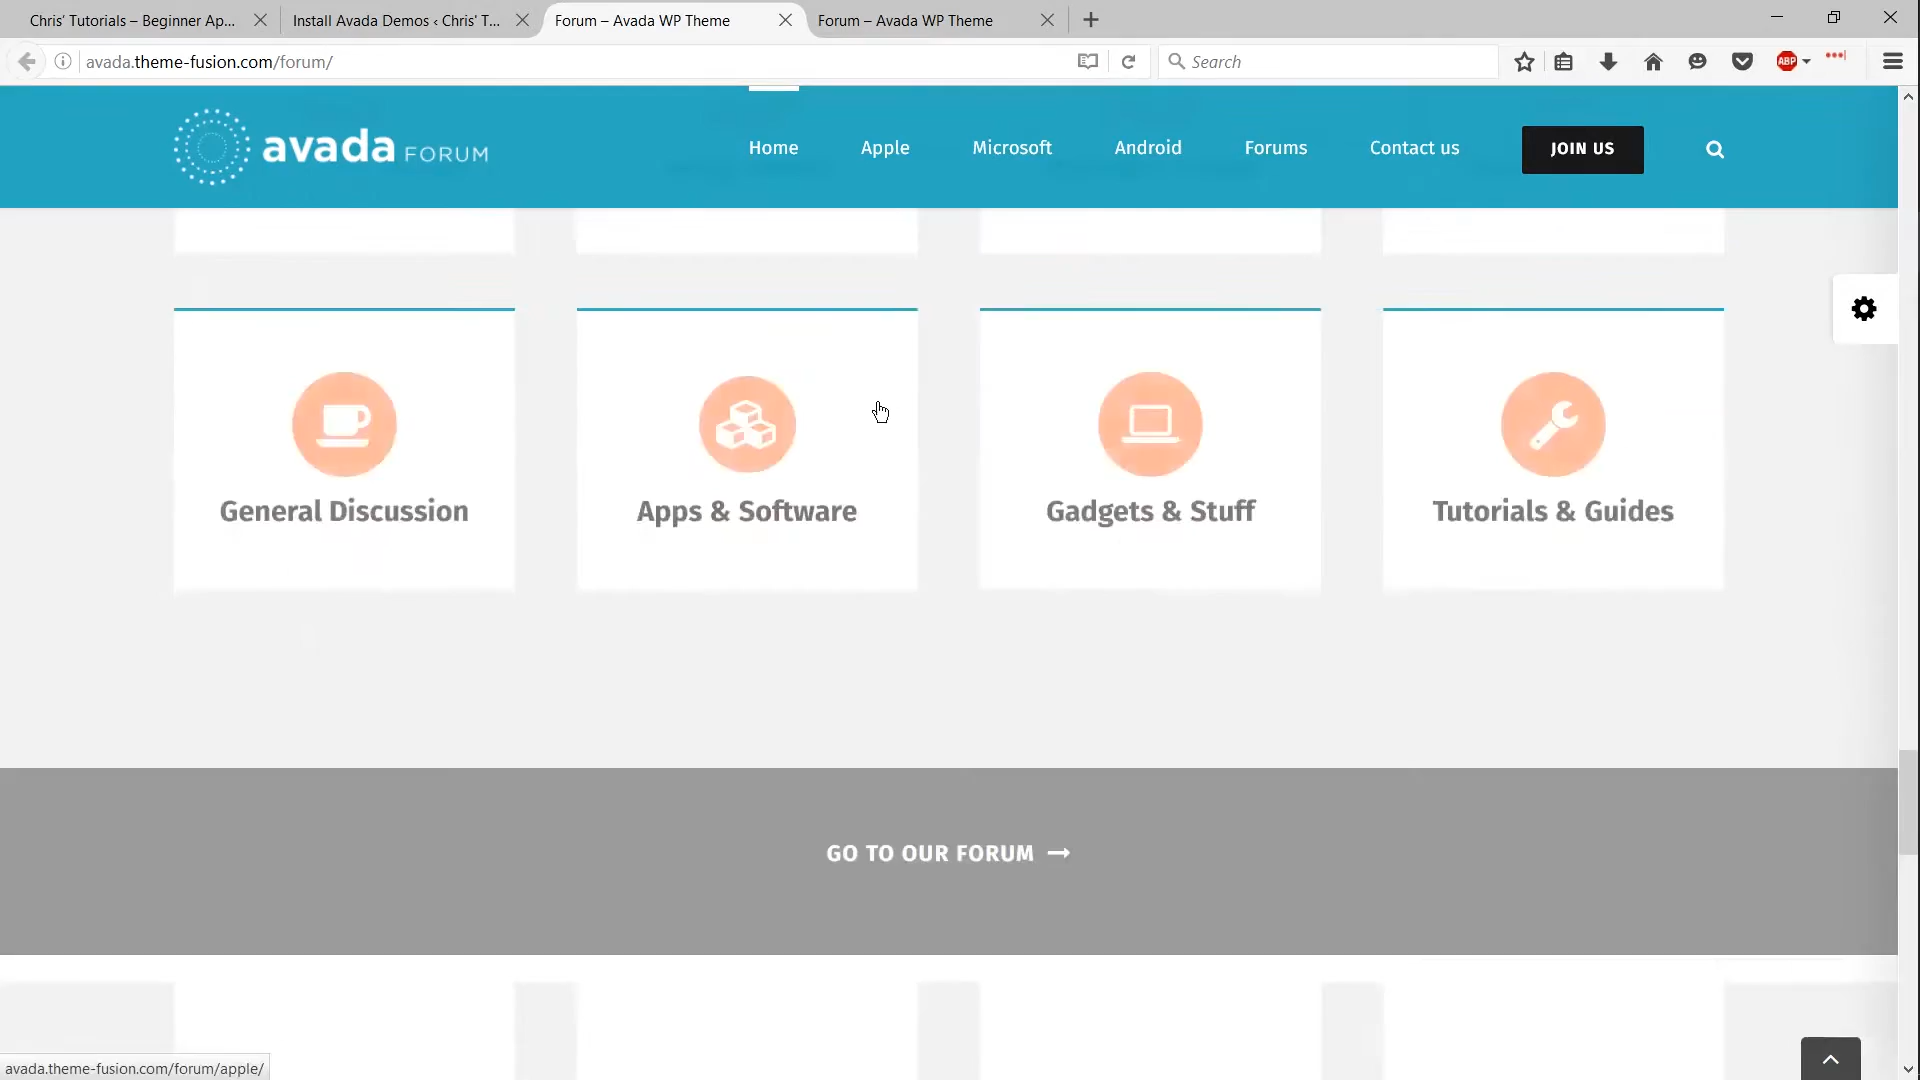 Chris' Tutorials – Beginner Ap...
Install Avada Demos ‹ Chris' T...
Forum – Avada WP Theme
Forum – Avada WP Theme
avada.theme-fusion.com/forum/
Search
ABP
avada FORUM
Home
Apple
Microsoft
Android
Forums
Contact us
JOIN US
General Discussion
Apps & Software
Gadgets & Stuff
Tutorials & Guides
GO TO OUR FORUM →
avada.theme-fusion.com/forum/apple/